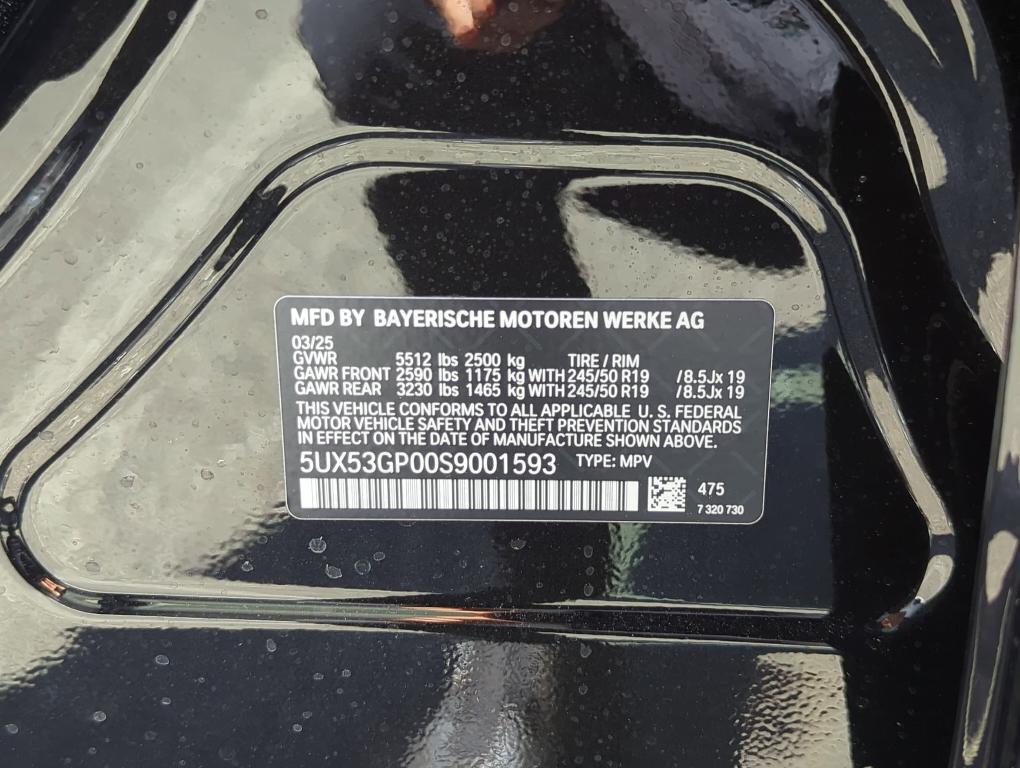 MFD BY BAYERISCHE MOTOREN WERKE AG
03/25
GVWR 5512 lbs 2500 kg TIRE / RIM
GAWR FRONT 2590 lbs 1175 kg WITH 245/50 R19 /8.5Jx 19
GAWR REAR 3230 lbs 1465 kg WITH 245/50 R19 /8.5Jx 19
THIS VEHICLE CONFORMS TO ALL APPLICABLE U. S. FEDERAL
MOTOR VEHICLE SAFETY AND THEFT PREVENTION STANDARDS
IN EFFECT ON THE DATE OF MANUFACTURE SHOWN ABOVE.
5UX53GP00S9001593 TYPE: MPV
475
7 320 730